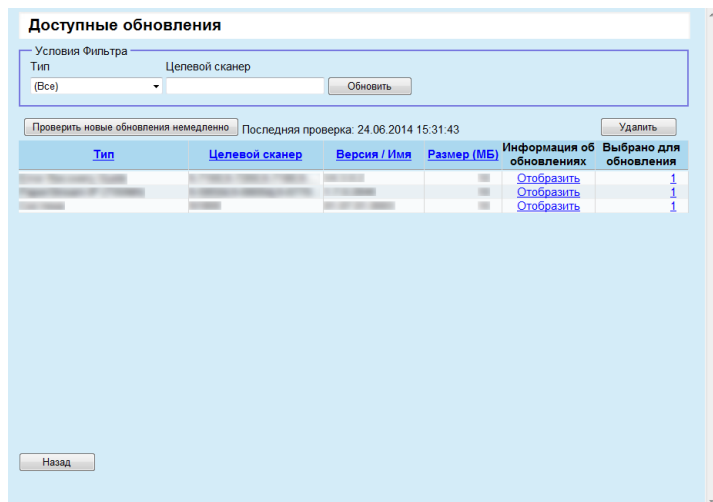 Доступные обновления
Условия Фильтра
Тип Целевой сканер
(Все) Обновить
Проверить новые обновления немедленно Последняя проверка: 24.06.2014 15:31:43 Удалить
Тип Целевой сканер Версия / Имя Размер (МБ) Информация об обновлениях Выбрано для обновления
Отобразить 1
Отобразить 1
Отобразить 1
Назад